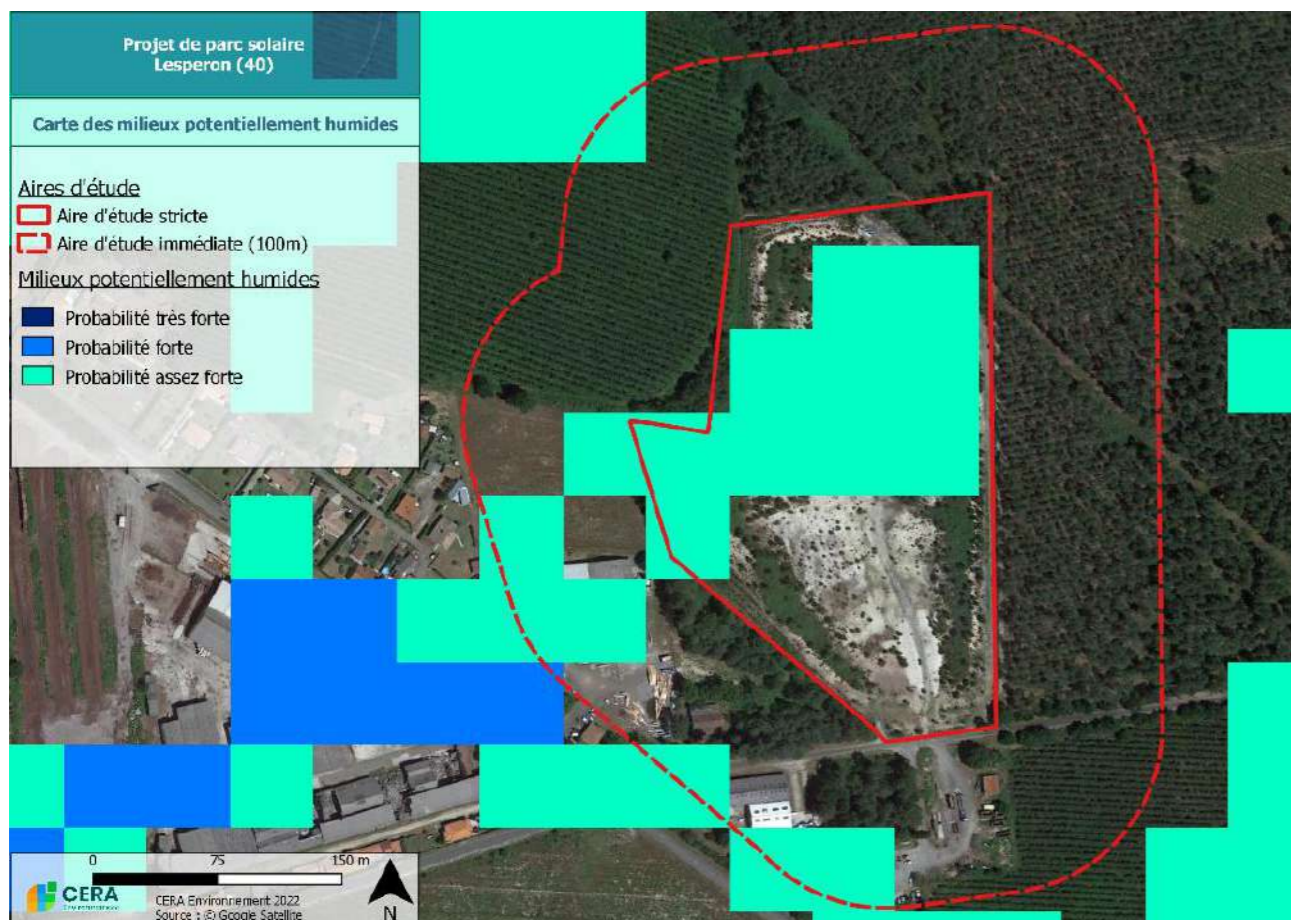 Projet de parc solaire
Lesperon (40)
Carte des milieux potentiellement humides
Aires d'étude
Aire d'étude stricte
Aire d'étude immédiate (100m)
Milieux potentiellement humides
Probabilité très forte
Probabilité forte
Probabilité assez forte
0 75 150 m
CERA
CERA Environnement 2022
Source : © Google Satellite
N